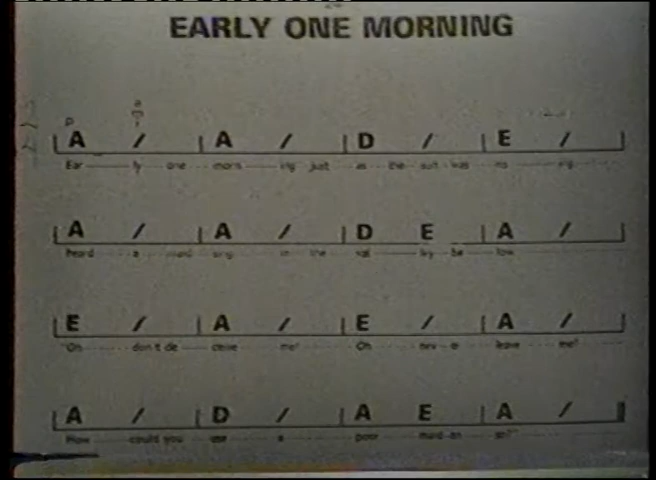 EARLY ONE MORNING
P
A / | A / | D / | E / |
Ear ly one morn ing just as the sun was ris ing
| A / | A / | D E | A / |
heard a maid sing in the val ley be low
| E / | A / | E / | A / |
Oh don't de ceive me! Oh nev er leave me!
| A / | D / | A E | A / |
How could you use a poor maid-en so?